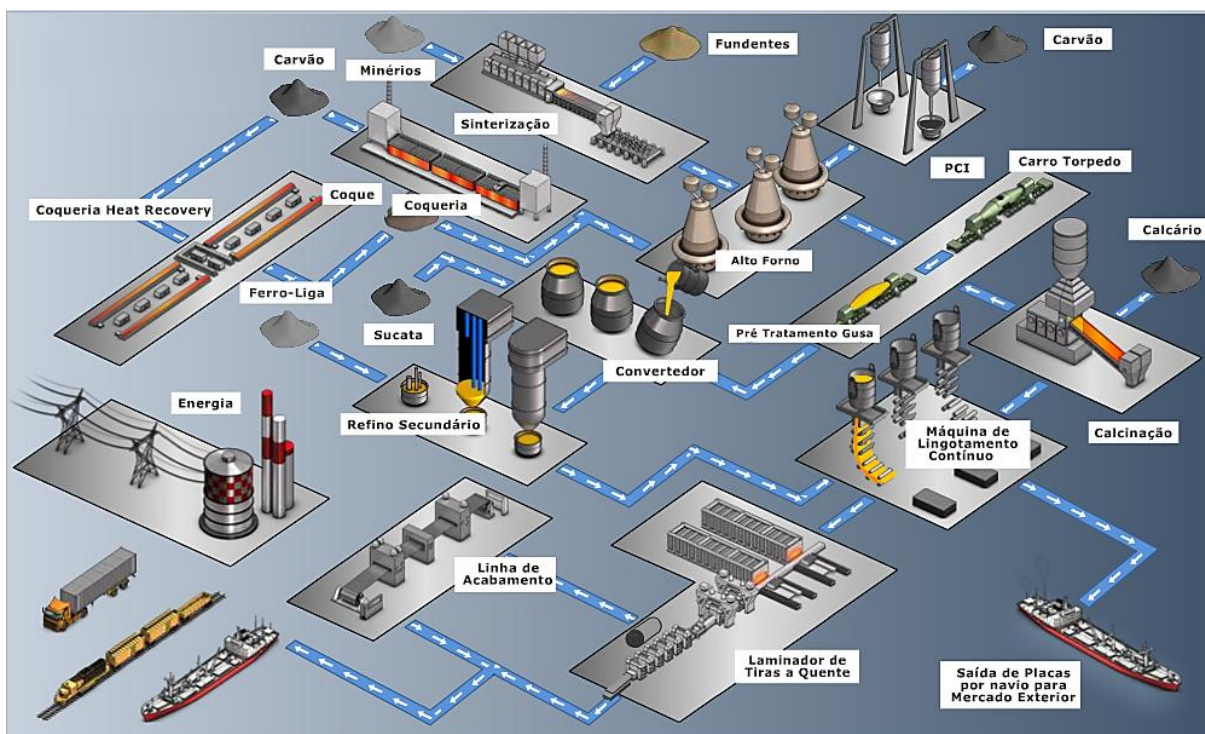 Carvão
Minérios
Fundentes
Carvão
Sinterização
PCI
Carro Torpedo
Coqueria Heat Recovery
Coque
Coqueria
Calcário
Alto Forno
Ferro-Liga
Sucata
Pré Tratamento Gusa
Convertedor
Energia
Refino Secundário
Máquina de
Lingotamento
Contínuo
Calcinação
Linha de
Acabamento
Laminador de
Tiras a Quente
Saída de Placas
por navio para
Mercado Exterior